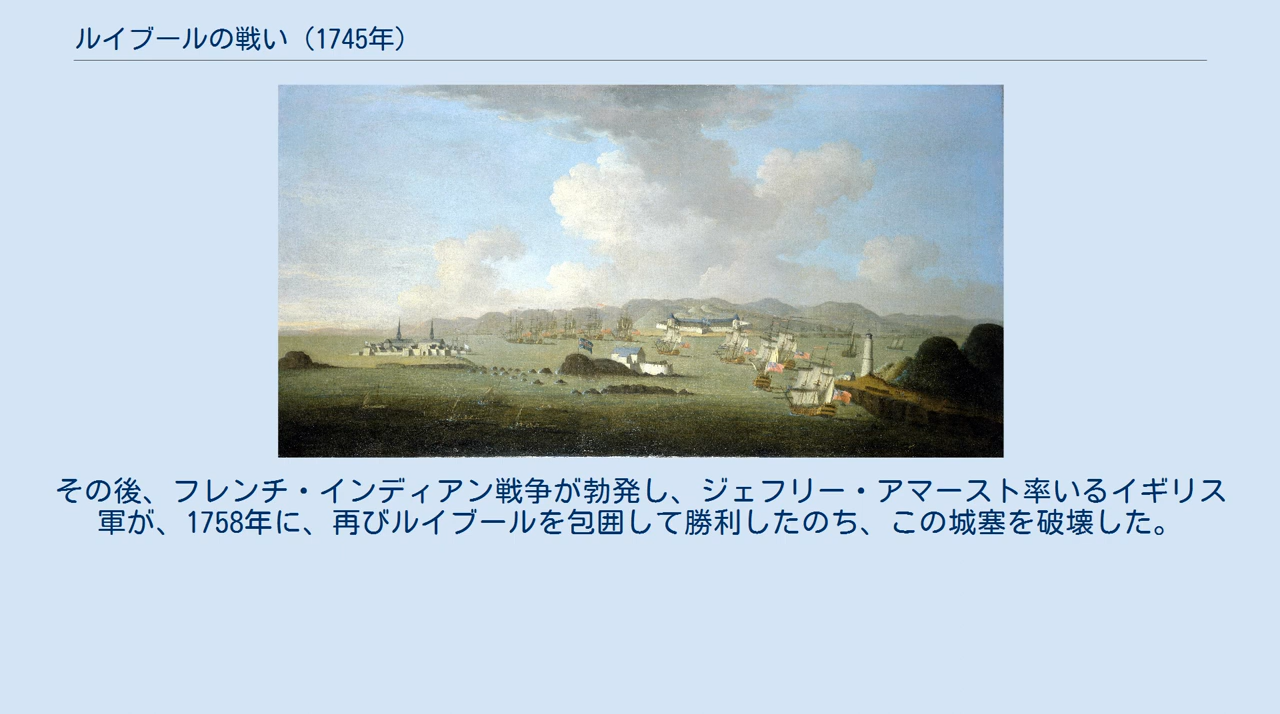 ルイブールの戦い（1745年）
その後、フレンチ・インディアン戦争が勃発し、ジェフリー・アマースト率いるイギリス
軍が、1758年に、再びルイブールを包囲して勝利したのち、この城塞を破壊した。